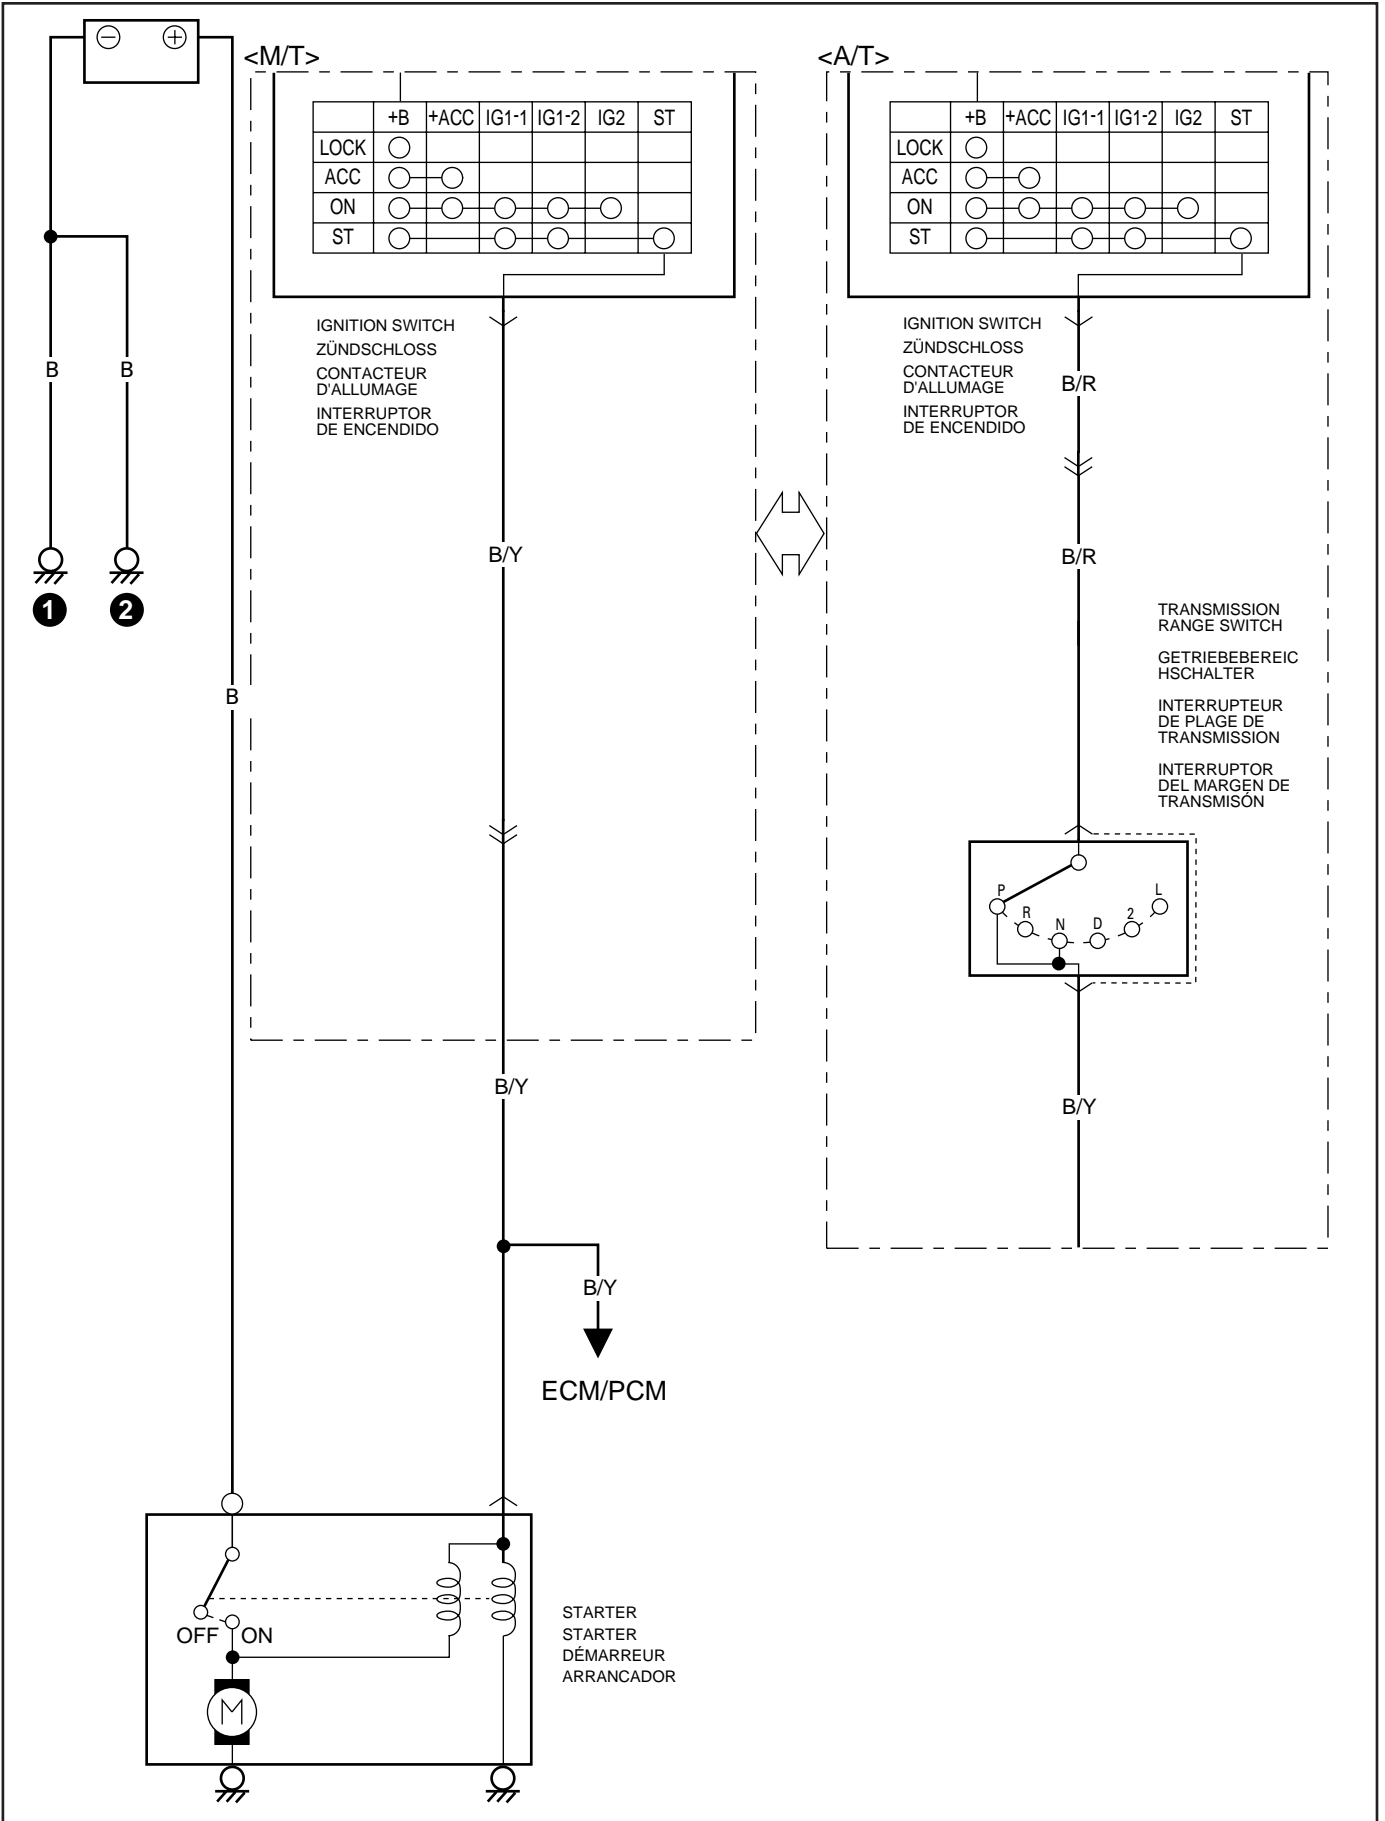 ⊖ ⊕
<M/T>
+B +ACC IG1-1 IG1-2 IG2 ST
LOCK
ACC
ON
ST
IGNITION SWITCH
ZÜNDSCHLOSS
CONTACTEUR
D'ALLUMAGE
INTERRUPTOR
DE ENCENDIDO
<A/T>
+B +ACC IG1-1 IG1-2 IG2 ST
LOCK
ACC
ON
ST
IGNITION SWITCH
ZÜNDSCHLOSS
CONTACTEUR
D'ALLUMAGE
INTERRUPTOR
DE ENCENDIDO
B/R
B B
B/Y
B/R
1 2
TRANSMISSION
RANGE SWITCH
GETRIEBEBEREIC
HSCHALTER
INTERRUPTEUR
DE PLAGE DE
TRANSMISSION
INTERRUPTOR
DEL MARGEN DE
TRANSMISÓN
B
P R N D 2 L
B/Y
B/Y
B/Y
ECM/PCM
OFF ON
M
STARTER
STARTER
DÉMARREUR
ARRANCADOR